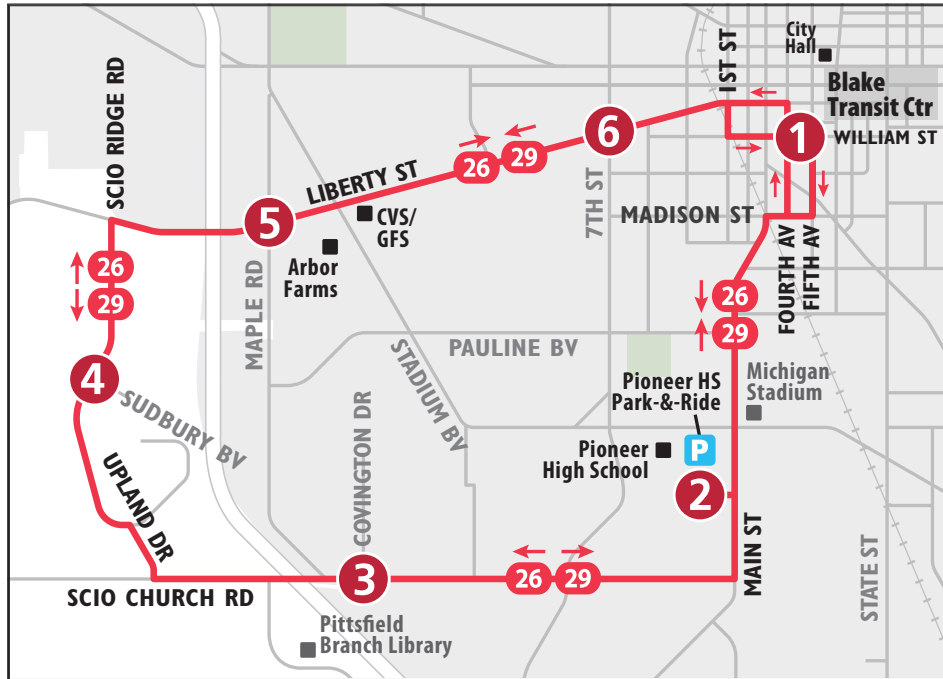 City
Hall
1ST ST
Blake
Transit Ctr
SCIO RIDGE RD
6
1
WILLIAM ST
26
29
LIBERTY ST
7TH ST
MADISON ST
5
CVS/
GFS
Arbor
Farms
FOURTH AV
FIFTH AV
26
29
MAPLE RD
26
29
PAULINE BV
STADIUM BV
4
SUDBURY BV
Pioneer HS
Park-&-Ride
Michigan
Stadium
COVINGTON DR
Pioneer
High School
P
2
UPLAND DR
MAIN ST
STATE ST
3
26
29
SCIO CHURCH RD
Pittsfield
Branch Library